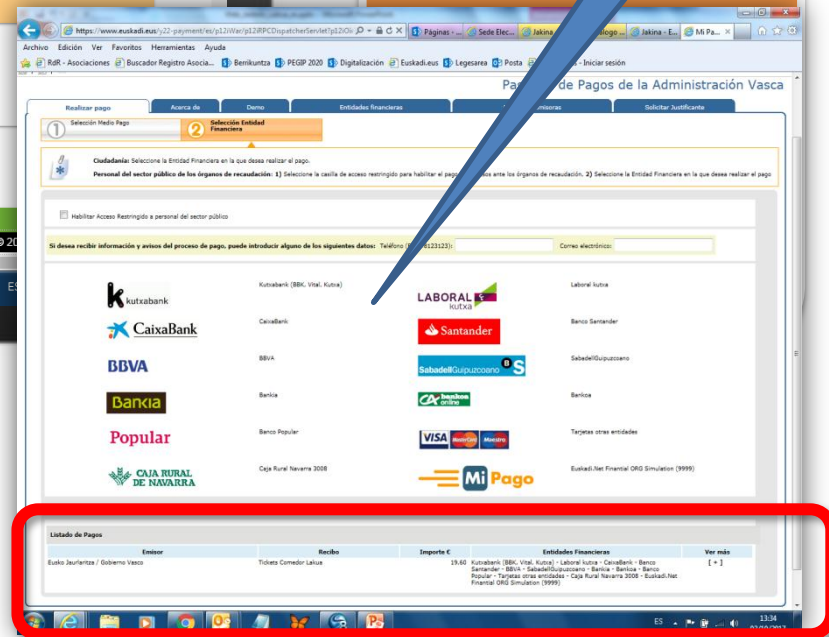 https://www.euskadi.eus/y22-payment/es/p12iWar/p12iRPCDispatcherServlet?p12iOi
Páginas - ...
Sede Elec...
Jakina
logo ...
Jakina - E...
Mi Pa...
Archivo Edición Ver Favoritos Herramientas Ayuda
RdR - Asociaciones Buscador Registro Asocia... Berrikuntza PEGIP 2020 Digitalización Euskadi.eus Legesarea Posta - Iniciar sesión
de Pagos de la Administración Vasca
Realizar pago Acerca de Demo Entidades financieras Solicitar Justificante
1 Selección Medio Pago 2 Selección Entidad Financiera
Ciudadanía: Seleccione la Entidad Financiera en la que desea realizar el pago.
Personal del sector público de los órganos de recaudación: 1) Seleccione la casilla de acceso restringido para habilitar el pago ante los órganos de recaudación. 2) Seleccione la Entidad Financiera en la que desea realizar el pago
Habilitar Acceso Restringido a personal del sector público
Si desea recibir información y avisos del proceso de pago, puede introducir alguno de los siguientes datos: Teléfono 8123123): Correo electrónico:
kutxabank Kutxabank (BBK, Vital, Kutxa) LABORAL kutxa Laboral kutxa
CaixaBank CaixaBank Santander Banco Santander
BBVA BBVA SabadellGuipuzcoano B S SabadellGuipuzcoano
Bankia Bankia CA bankoa online Bankoa
Popular Banco Popular VISA MasterCard Maestro Tarjetas otras entidades
CAJA RURAL DE NAVARRA Caja Rural Navarra 3008 Mi Pago Euskadi.Net Finantial ORG Simulation (9999)
Listado de Pagos
Emisor Recibo Importe € Entidades Financieras Ver más
Eusko Jaurlaritza / Gobierno Vasco Tickets Comedor Lakua 19.60 Kutxabank (BBK, Vital, Kutxa) - Laboral kutxa - CaixaBank - Banco [ + ]
Santander - BBVA - SabadellGuipuzcoano - Bankia - Bankoa - Banco
Popular - Tarjetas otras entidades - Caja Rural Navarra 3008 - Euskadi.Net
Finantial ORG Simulation (9999)
ES 13:34